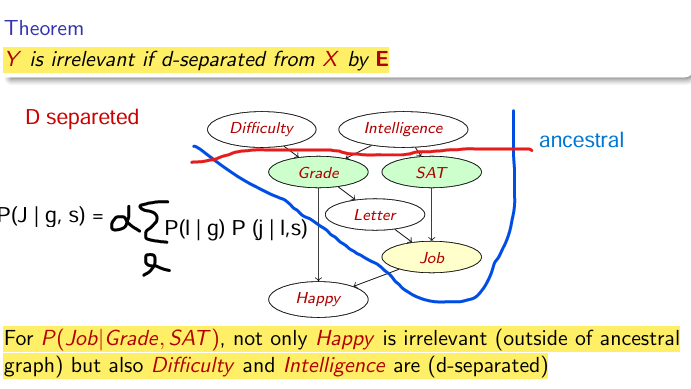 Theorem
Y is irrelevant if d-separated from X by E
D separeted
Difficulty
Intelligence
ancestral
Grade
SAT
Letter
P(J | g, s) = α Σ P(l | g) P (j | l,s)
l
Job
Happy
For P(Job|Grade, SAT), not only Happy is irrelevant (outside of ancestral
graph) but also Difficulty and Intelligence are (d-separated)